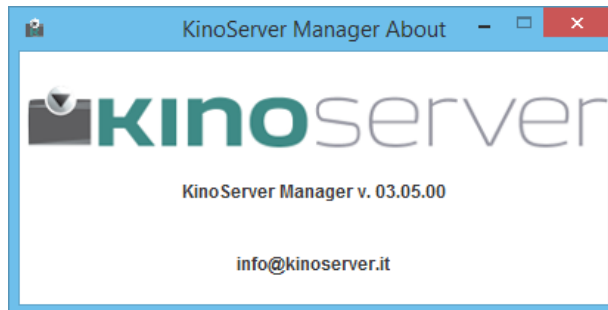 KinoServer Manager About
KINOserver
KinoServer Manager v. 03.05.00
info@kinoserver.it